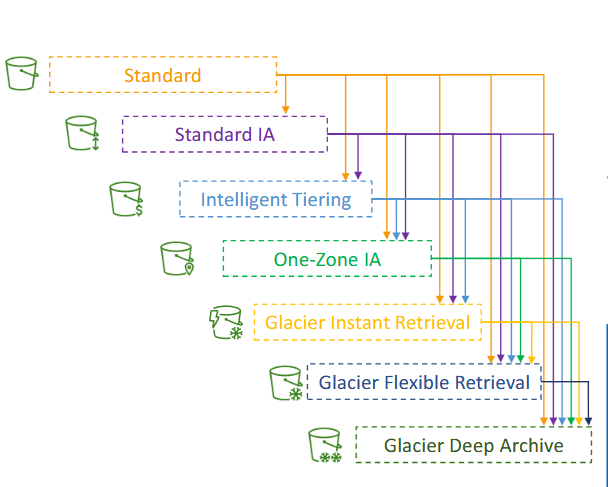 Standard
Standard IA
Intelligent Tiering
One-Zone IA
Glacier Instant Retrieval
Glacier Flexible Retrieval
Glacier Deep Archive